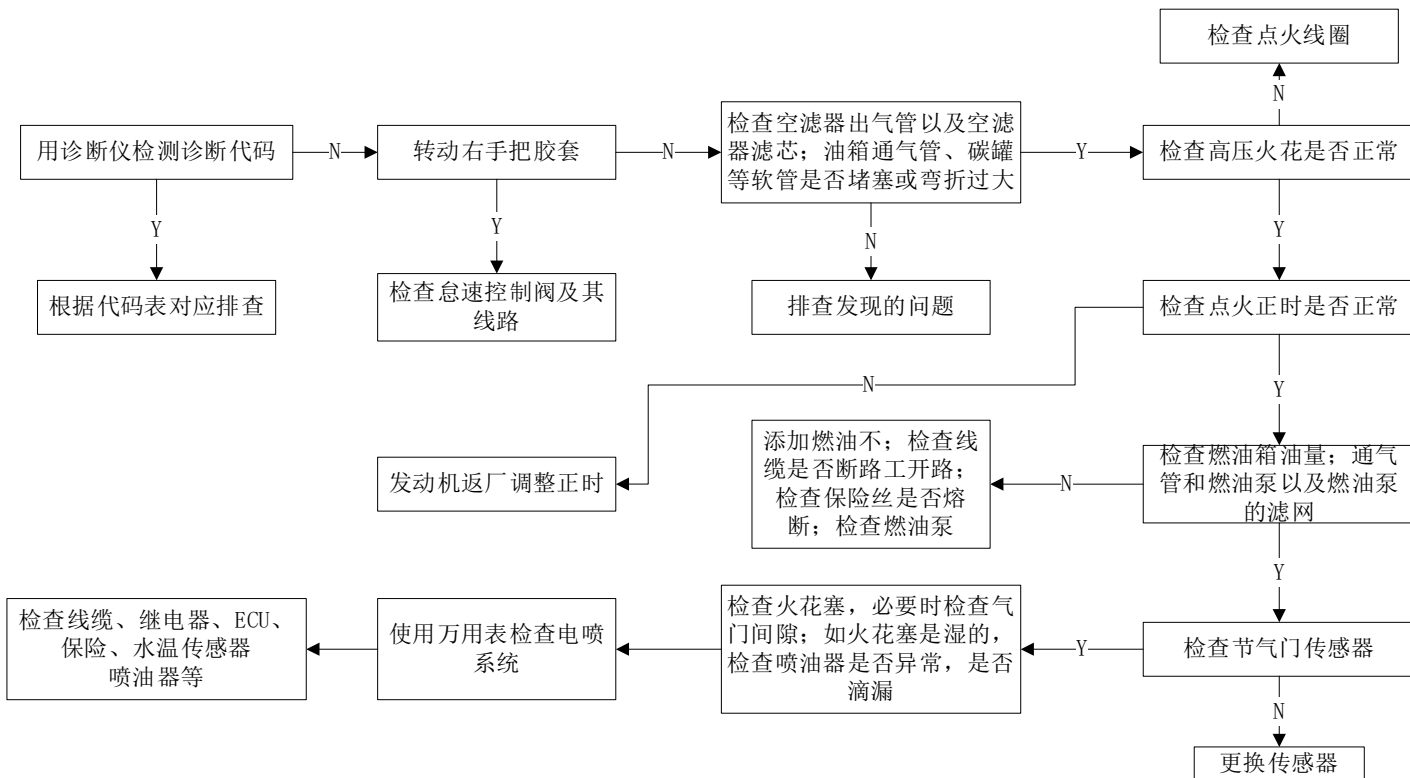 检查点火线圈
N
用诊断仪检测诊断代码
N
转动右手把胶套
N
检查空滤器出气管以及空滤
器滤芯；油箱通气管、碳罐
等软管是否堵塞或弯折过大
Y
检查高压火花是否正常
Y
Y
N
Y
根据代码表对应排查
检查怠速控制阀及其
线路
排查发现的问题
检查点火正时是否正常
N
Y
发动机返厂调整正时
添加燃油不；检查线
缆是否断路工开路；
检查保险丝是否熔
断；检查燃油泵
N
检查燃油箱油量；通气
管和燃油泵以及燃油泵
的滤网
Y
检查线缆、继电器、ECU、
保险、水温传感器
喷油器等
使用万用表检查电喷
系统
检查火花塞，必要时检查气
门间隙；如火花塞是湿的，
检查喷油器是否异常，是否
滴漏
Y
检查节气门传感器
N
更换传感器